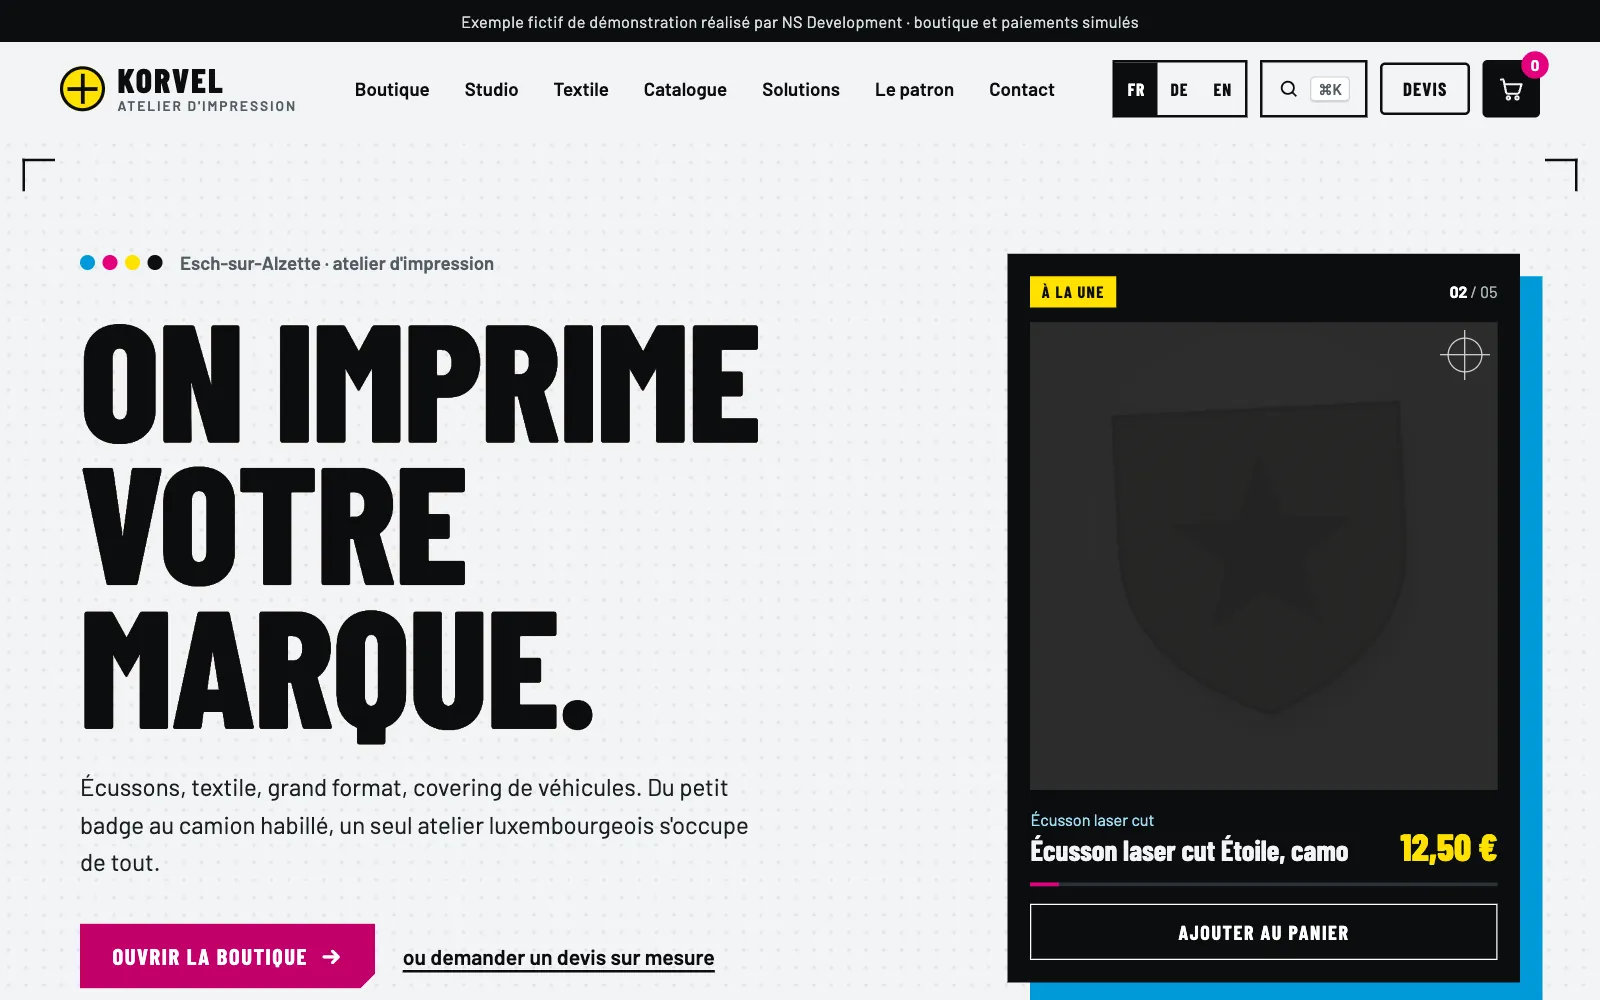 Exemple fictif de démonstration réalisé par NS Development · boutique et paiements simulés
KORVEL
ATELIER D'IMPRESSION
Boutique
Studio
Textile
Catalogue
Solutions
Le patron
Contact
FR
DE
EN
⌘K
DEVIS
0
Esch-sur-Alzette · atelier d'impression
ON IMPRIME
VOTRE
MARQUE.
Écussons, textile, grand format, covering de véhicules. Du petit
badge au camion habillé, un seul atelier luxembourgeois s'occupe
de tout.
OUVRIR LA BOUTIQUE →
ou demander un devis sur mesure
À LA UNE
02 / 05
Écusson laser cut
Écusson laser cut Étoile, camo
12,50 €
AJOUTER AU PANIER